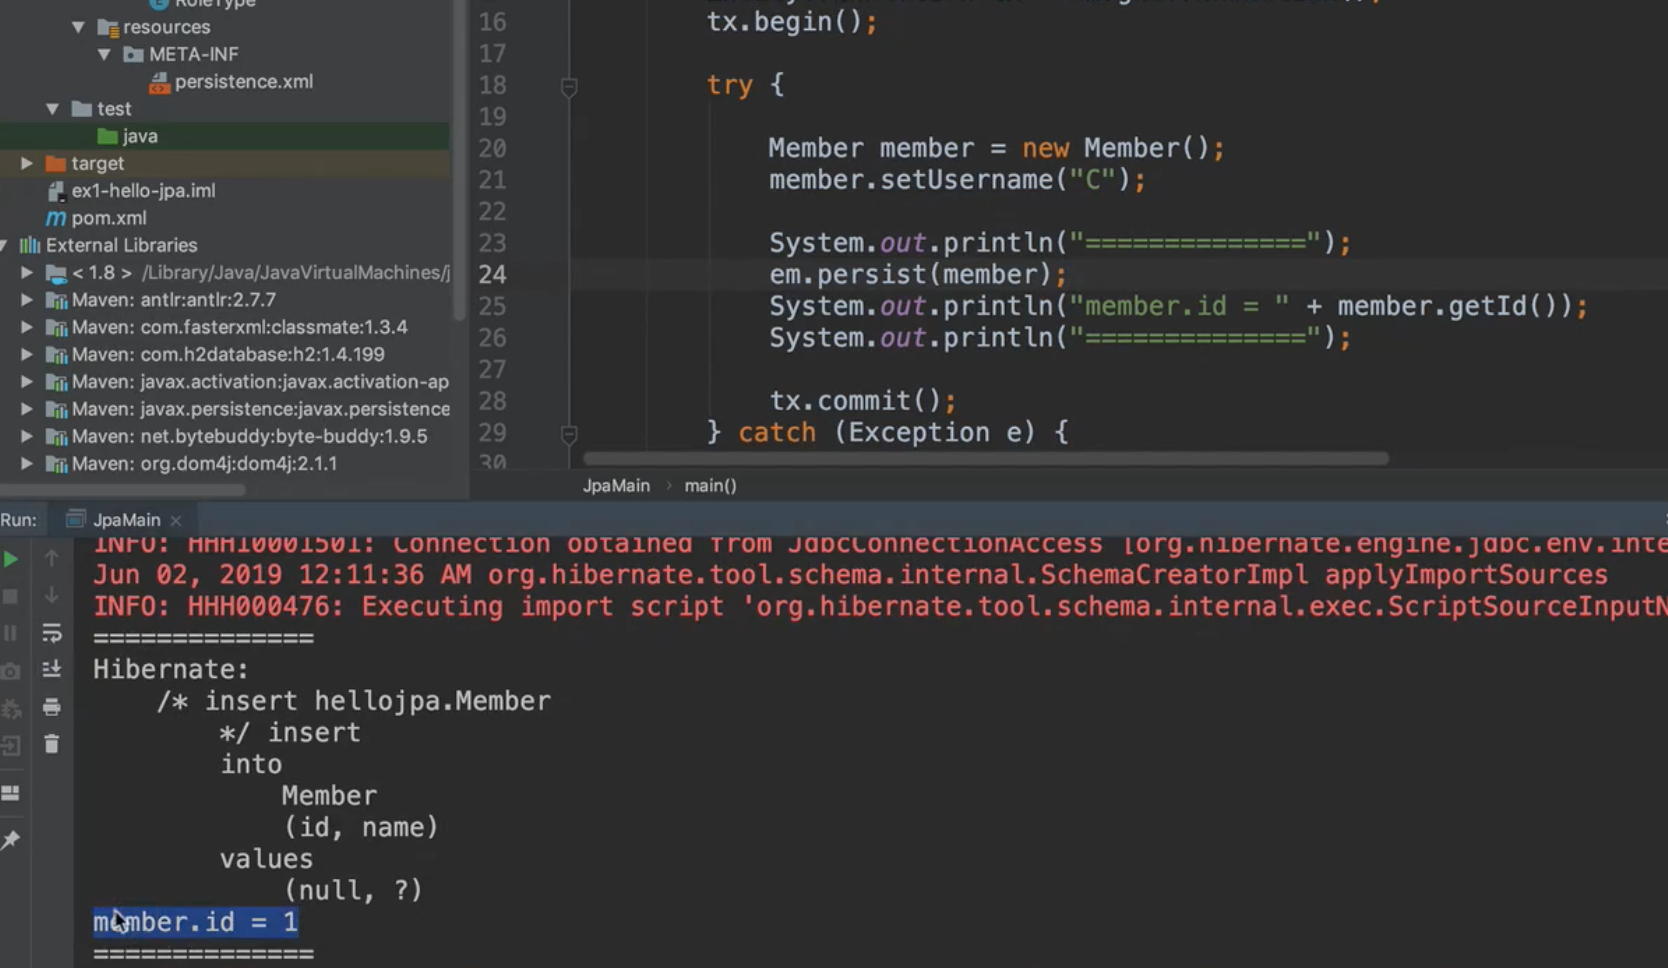 RoleType
resources
META-INF
persistence.xml
test
java
target
ex1-hello-jpa.iml
pom.xml
External Libraries
< 1.8 > /Library/Java/JavaVirtualMachines/j
Maven: antlr:antlr:2.7.7
Maven: com.fasterxml:classmate:1.3.4
Maven: com.h2database:h2:1.4.199
Maven: javax.activation:javax.activation-ap
Maven: javax.persistence:javax.persistence
Maven: net.bytebuddy:byte-buddy:1.9.5
Maven: org.dom4j:dom4j:2.1.1
16 tx.begin();
17
18 try {
19
20 Member member = new Member();
21 member.setUsername("C");
22
23 System.out.println("==============");
24 em.persist(member);
25 System.out.println("member.id = " + member.getId());
26 System.out.println("==============");
27
28 tx.commit();
29 } catch (Exception e) {
30
JpaMain › main()
Run: JpaMain ×
INFO: HHH10001501: Connection obtained from JdbcConnectionAccess [org.hibernate.engine.jdbc.env.inte
Jun 02, 2019 12:11:36 AM org.hibernate.tool.schema.internal.SchemaCreatorImpl applyImportSources
INFO: HHH000476: Executing import script 'org.hibernate.tool.schema.internal.exec.ScriptSourceInputN
==============
Hibernate:
/* insert hellojpa.Member
*/ insert
into
Member
(id, name)
values
(null, ?)
member.id = 1
==============